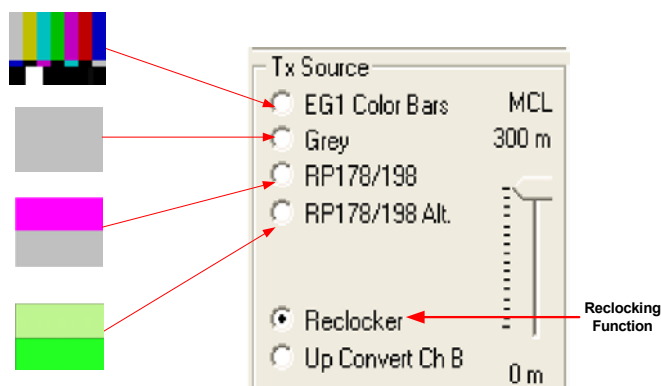 Tx Source
EG1 Color Bars
MCL
Grey
300 m
RP178/198
RP178/198 Alt.
Reclocker
Reclocking
Function
Up Convert Ch B
0 m